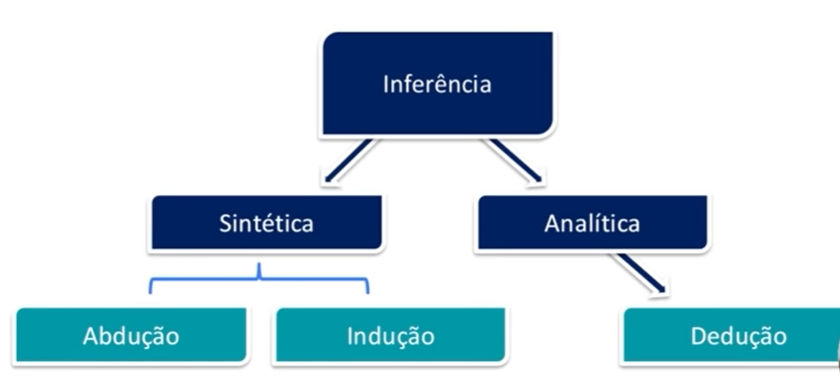 Inferência
Sintética
Analítica
Abdução
Indução
Dedução